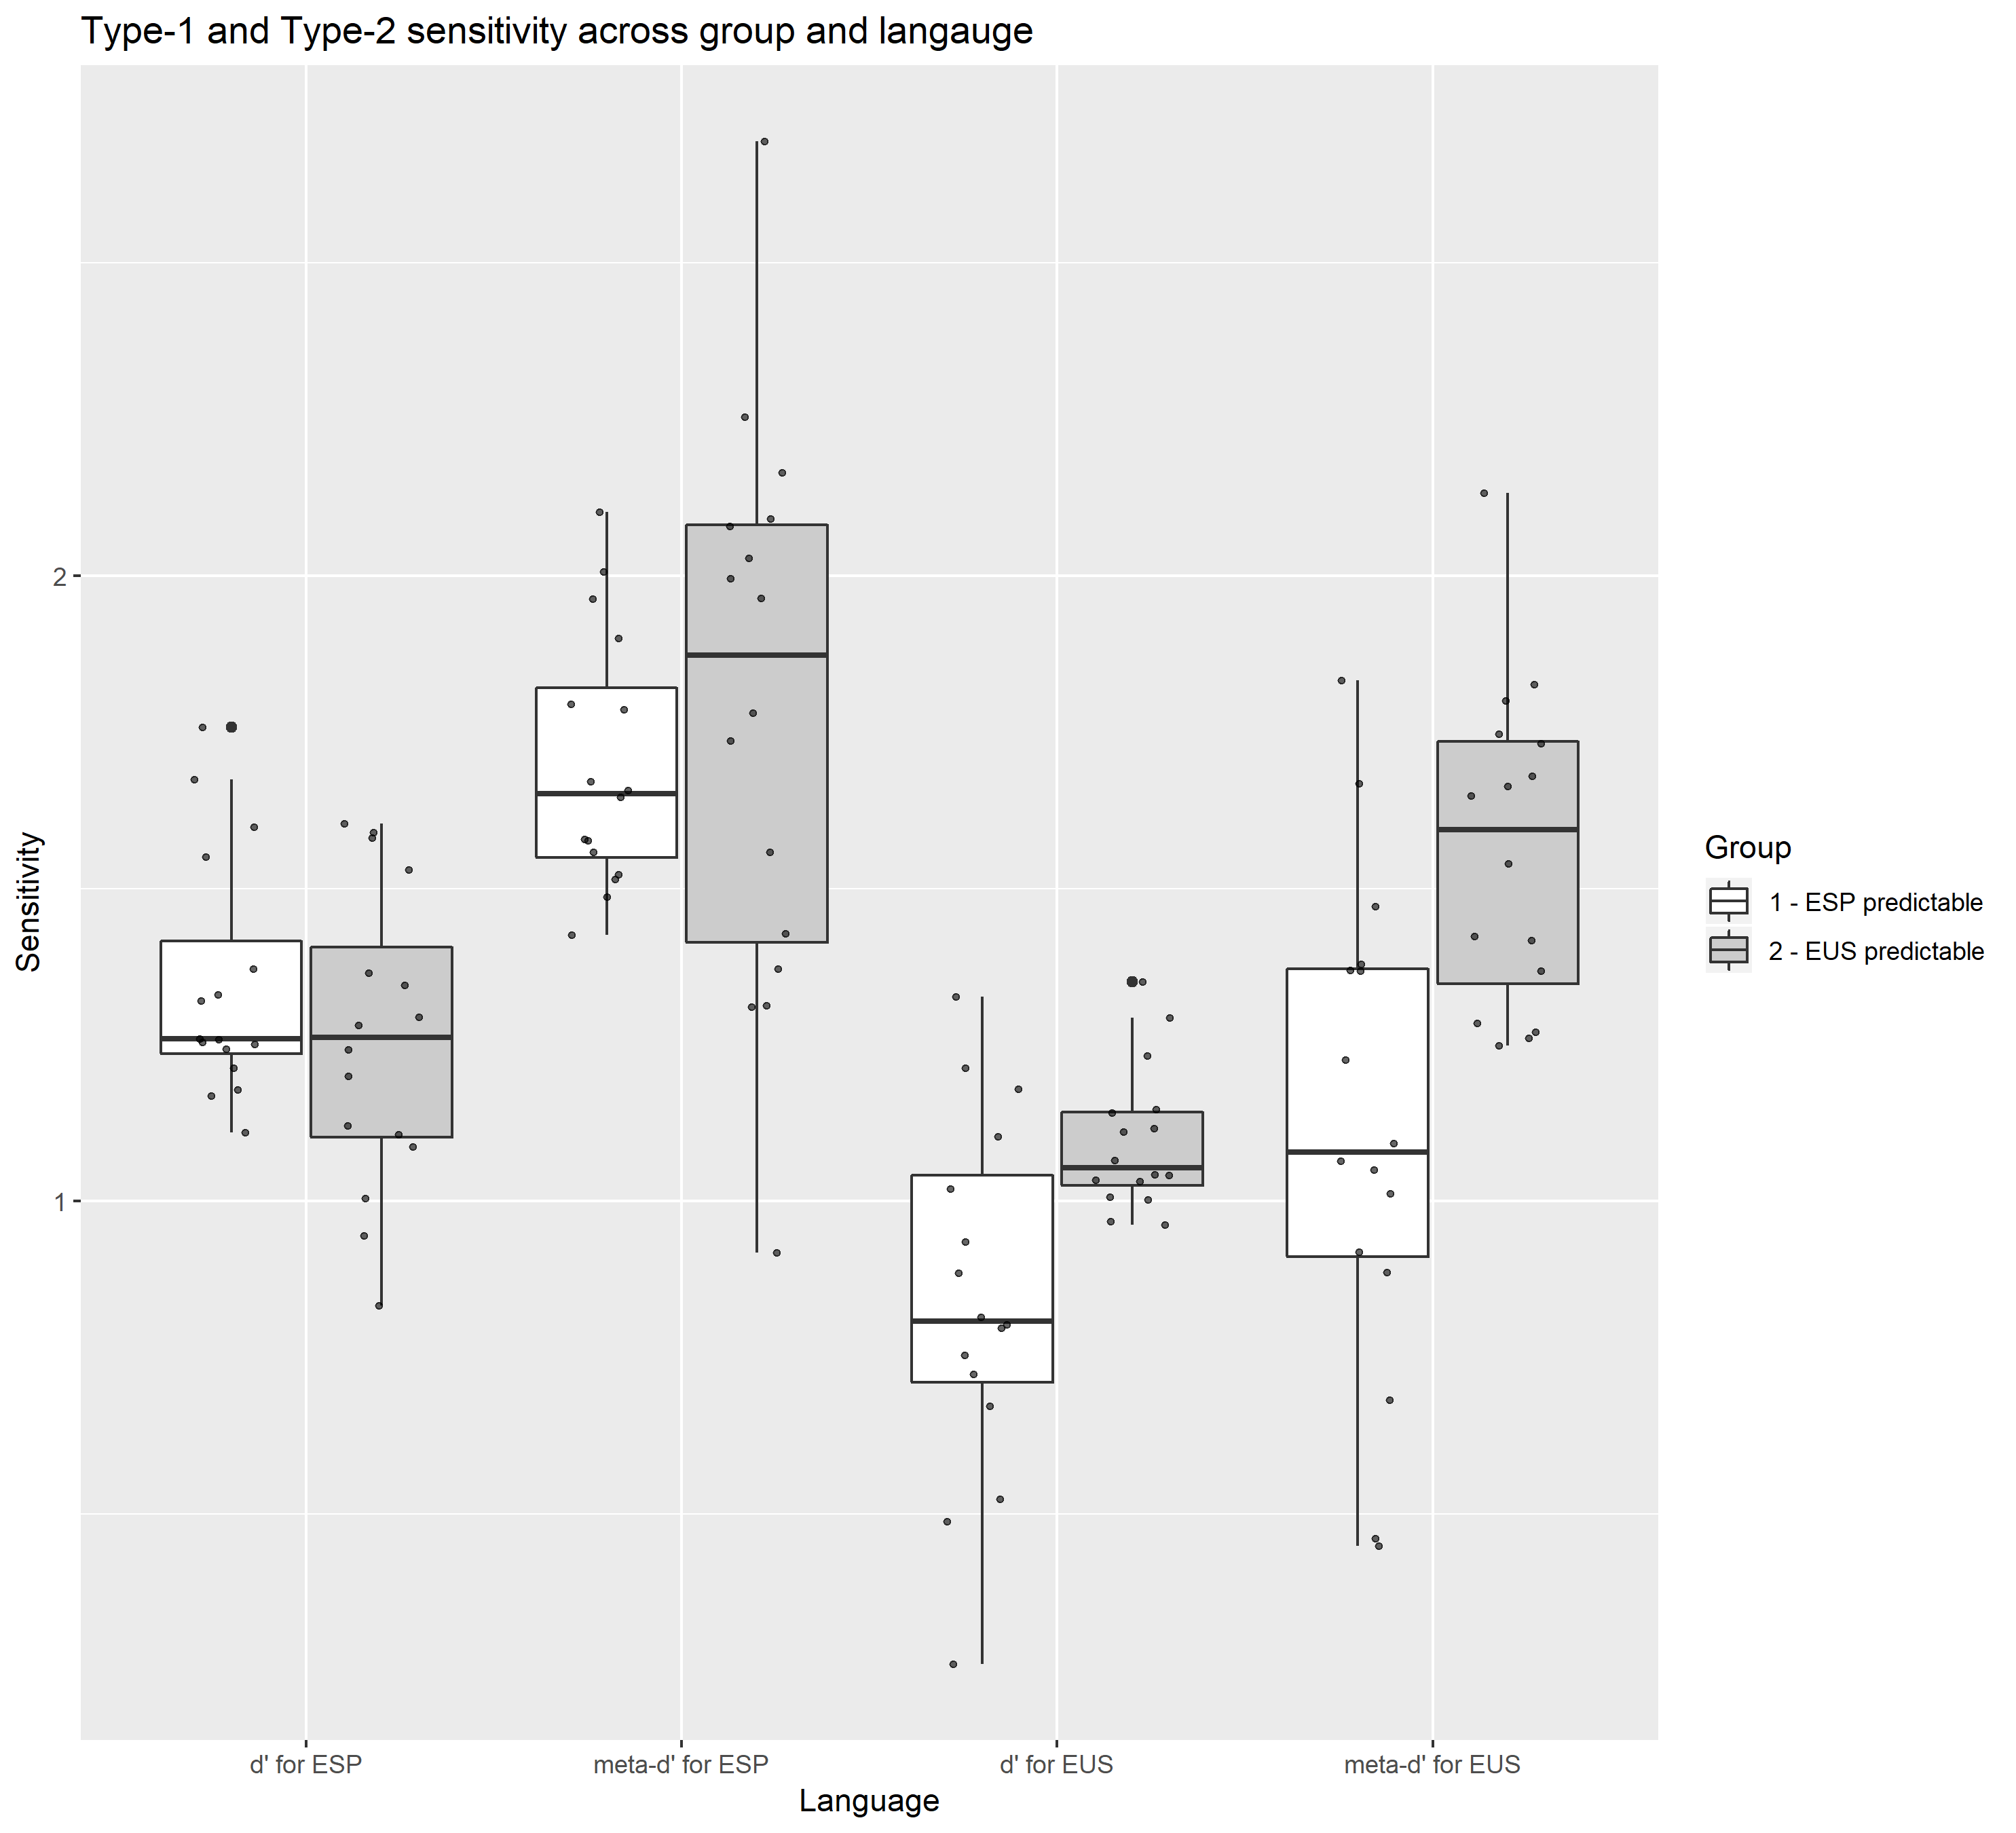 Type-1 and Type-2 sensitivity across group and langauge
Sensitivity
2
1
d' for ESP
meta-d' for ESP
d' for EUS
meta-d' for EUS
Language
Group
1 - ESP predictable
2 - EUS predictable